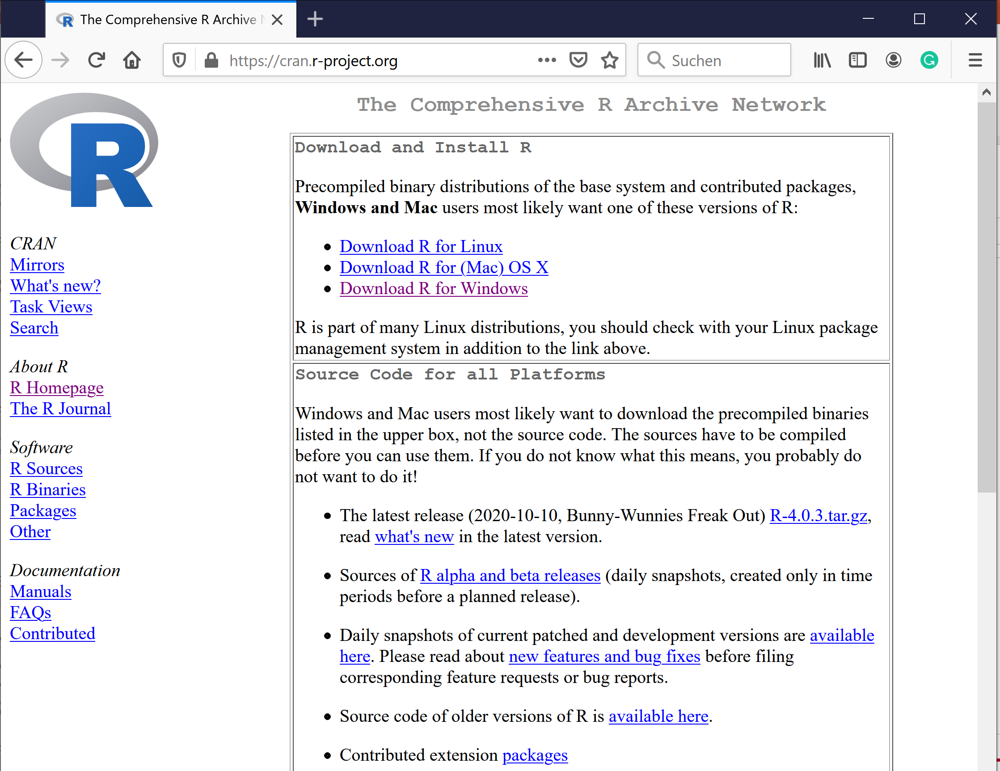 The Comprehensive R Archive
https://cran.r-project.org
Suchen
R
The Comprehensive R Archive Network
CRAN
Mirrors
What's new?
Task Views
Search
About R
R Homepage
The R Journal
Software
R Sources
R Binaries
Packages
Other
Documentation
Manuals
FAQs
Contributed
Download and Install R
Precompiled binary distributions of the base system and contributed packages,
Windows and Mac users most likely want one of these versions of R:
Download R for Linux
Download R for (Mac) OS X
Download R for Windows
R is part of many Linux distributions, you should check with your Linux package
management system in addition to the link above.
Source Code for all Platforms
Windows and Mac users most likely want to download the precompiled binaries
listed in the upper box, not the source code. The sources have to be compiled
before you can use them. If you do not know what this means, you probably do
not want to do it!
The latest release (2020-10-10, Bunny-Wunnies Freak Out) R-4.0.3.tar.gz,
read what's new in the latest version.
Sources of R alpha and beta releases (daily snapshots, created only in time
periods before a planned release).
Daily snapshots of current patched and development versions are available
here. Please read about new features and bug fixes before filing
corresponding feature requests or bug reports.
Source code of older versions of R is available here.
Contributed extension packages